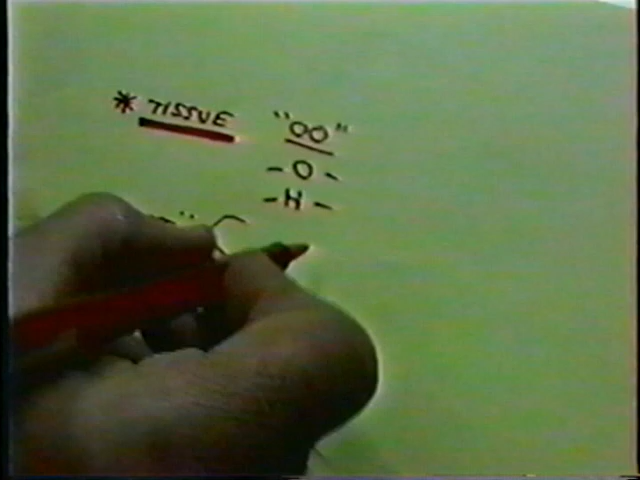 * TISSUE
"OO"
- O -
- H -